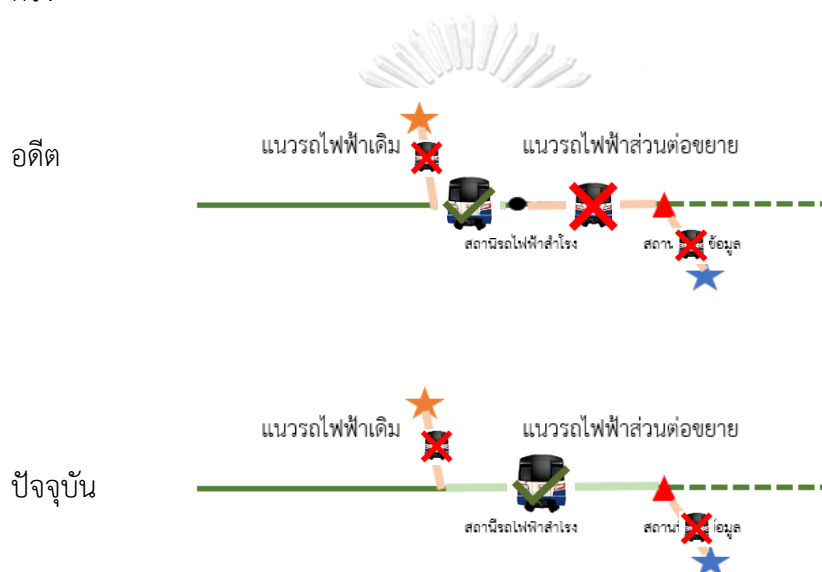 อดีต
แนวรถไฟฟ้าเดิม
แนวรถไฟฟ้าส่วนต่อขยาย
สถานีรถไฟฟ้าสำโรง
ข้อมูล
ปัจจุบัน
แนวรถไฟฟ้าเดิม
แนวรถไฟฟ้าส่วนต่อขยาย
สถานีรถไฟฟ้าสำโรง